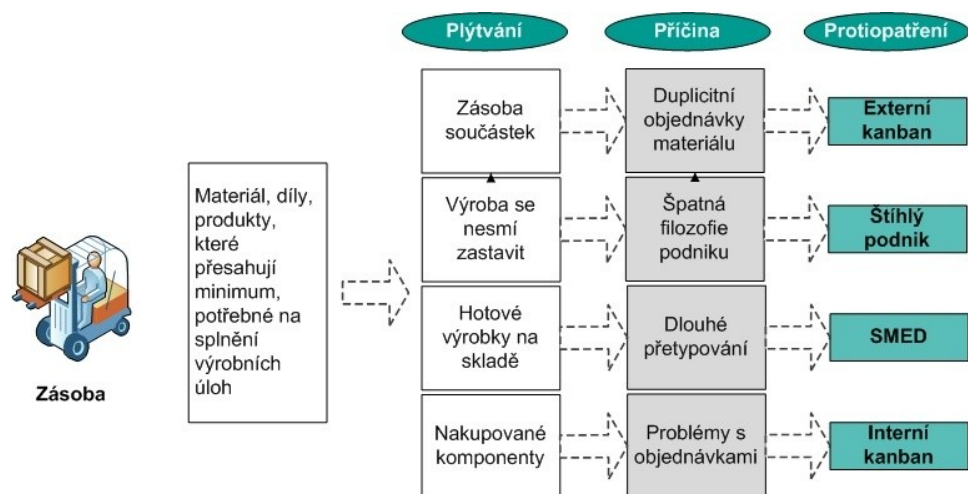 Plýtvání
Příčina
Protiopatření
Zásoba
součástek
Duplicitní
objednávky
materiálu
Externí
kanban
Materiál, díly,
produkty,
které
přesahují
minimum,
potřebné na
splnění
výrobních
úloh
Zásoba
Výroba se
nesmí
zastavit
Špatná
filozofie
podniku
Štíhlý
podnik
Hotové
výrobky na
skladě
Dlouhé
přetypování
SMED
Nakupované
komponenty
Problémy s
objednávkami
Interní
kanban